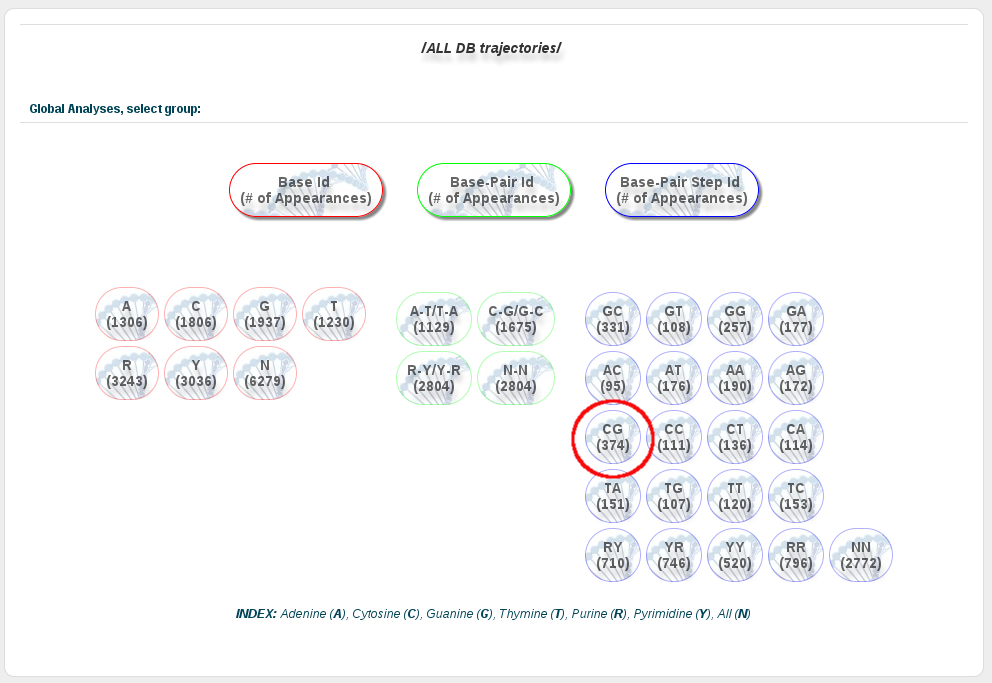 /ALL DB trajectories/
Global Analyses, select group:
Base Id
(# of Appearances)
Base-Pair Id
(# of Appearances)
Base-Pair Step Id
(# of Appearances)
A
(1306)
C
(1806)
G
(1937)
T
(1230)
R
(3243)
Y
(3036)
N
(6279)
A-T/T-A
(1129)
C-G/G-C
(1675)
R-Y/Y-R
(2804)
N-N
(2804)
GC
(331)
GT
(108)
GG
(257)
GA
(177)
AC
(95)
AT
(176)
AA
(190)
AG
(172)
CG
(374)
CC
(111)
CT
(136)
CA
(114)
TA
(151)
TG
(107)
TT
(120)
TC
(153)
RY
(710)
YR
(746)
YY
(520)
RR
(796)
NN
(2772)
INDEX: Adenine (A), Cytosine (C), Guanine (G), Thymine (T), Purine (R), Pyrimidine (Y), All (N)